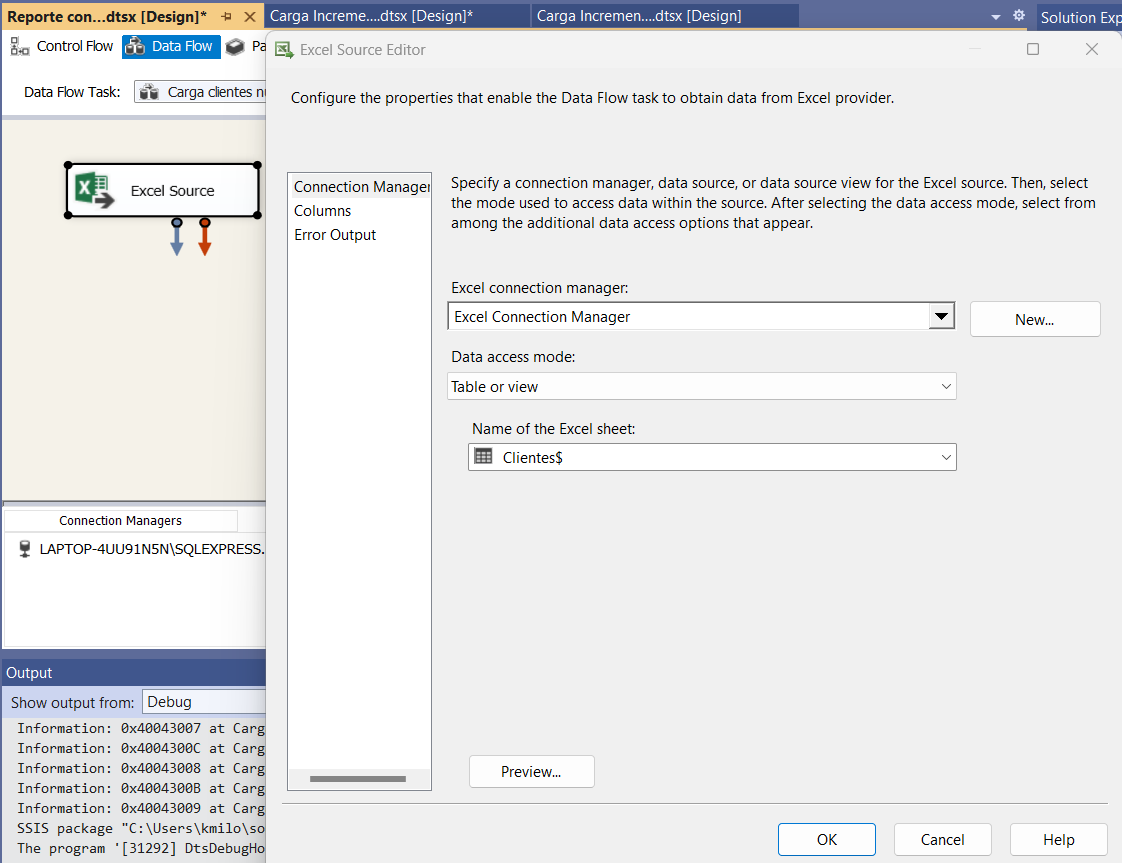 Reporte con...dtsx [Design]*
Carga Increme....dtsx [Design]*
Carga Incremen....dtsx [Design]
Solution Exp
Control Flow
Data Flow
Pa
Excel Source Editor
Data Flow Task:
Carga clientes nu
Configure the properties that enable the Data Flow task to obtain data from Excel provider.
Excel Source
Connection Manager
Columns
Error Output
Specify a connection manager, data source, or data source view for the Excel source. Then, select
the mode used to access data within the source. After selecting the data access mode, select from
among the additional data access options that appear.
Excel connection manager:
Excel Connection Manager
New...
Data access mode:
Table or view
Name of the Excel sheet:
Clientes$
Connection Managers
LAPTOP-4UU91N5N\SQLEXPRESS.
Output
Show output from:
Debug
Information: 0x40043007 at Carg
Information: 0x4004300C at Carg
Information: 0x40043008 at Carg
Information: 0x4004300B at Carg
Information: 0x40043009 at Carg
SSIS package "C:\Users\kmilo\so
The program '[31292] DtsDebugHo
Preview...
OK
Cancel
Help